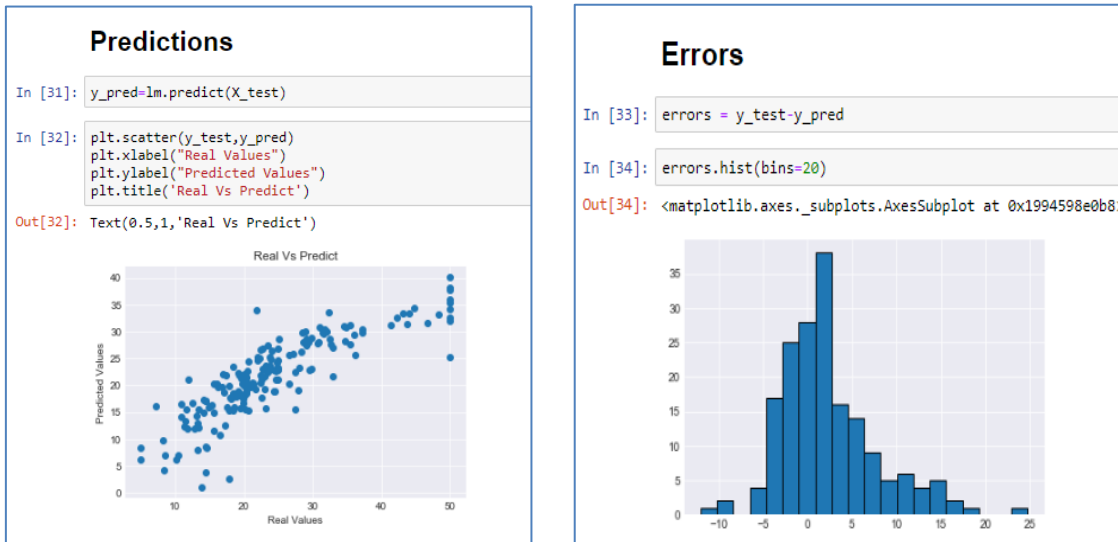 Predictions
In [31]: y_pred=lm.predict(X_test)
In [32]: plt.scatter(y_test,y_pred)
plt.xlabel("Real Values")
plt.ylabel("Predicted Values")
plt.title('Real Vs Predict')
Out[32]: Text(0.5,1,'Real Vs Predict')
Real Vs Predict
40
35
30
25
20
15
10
5
0
Predicted Values
10 20 30 40 50
Real Values
Errors
In [33]: errors = y_test-y_pred
In [34]: errors.hist(bins=20)
Out[34]: <matplotlib.axes._subplots.AxesSubplot at 0x1994598e0b8
35
30
25
20
15
10
5
0
−10 −5 0 5 10 15 20 25